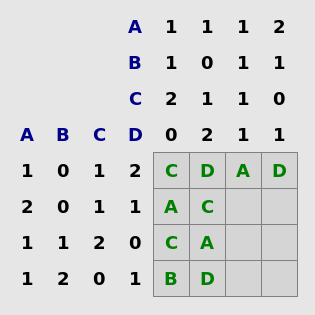 A 1 1 1 2
B 1 0 1 1
C 2 1 1 0
A B C D 0 2 1 1
1 0 1 2 C D A D
2 0 1 1 A C
1 1 2 0 C A
1 2 0 1 B D